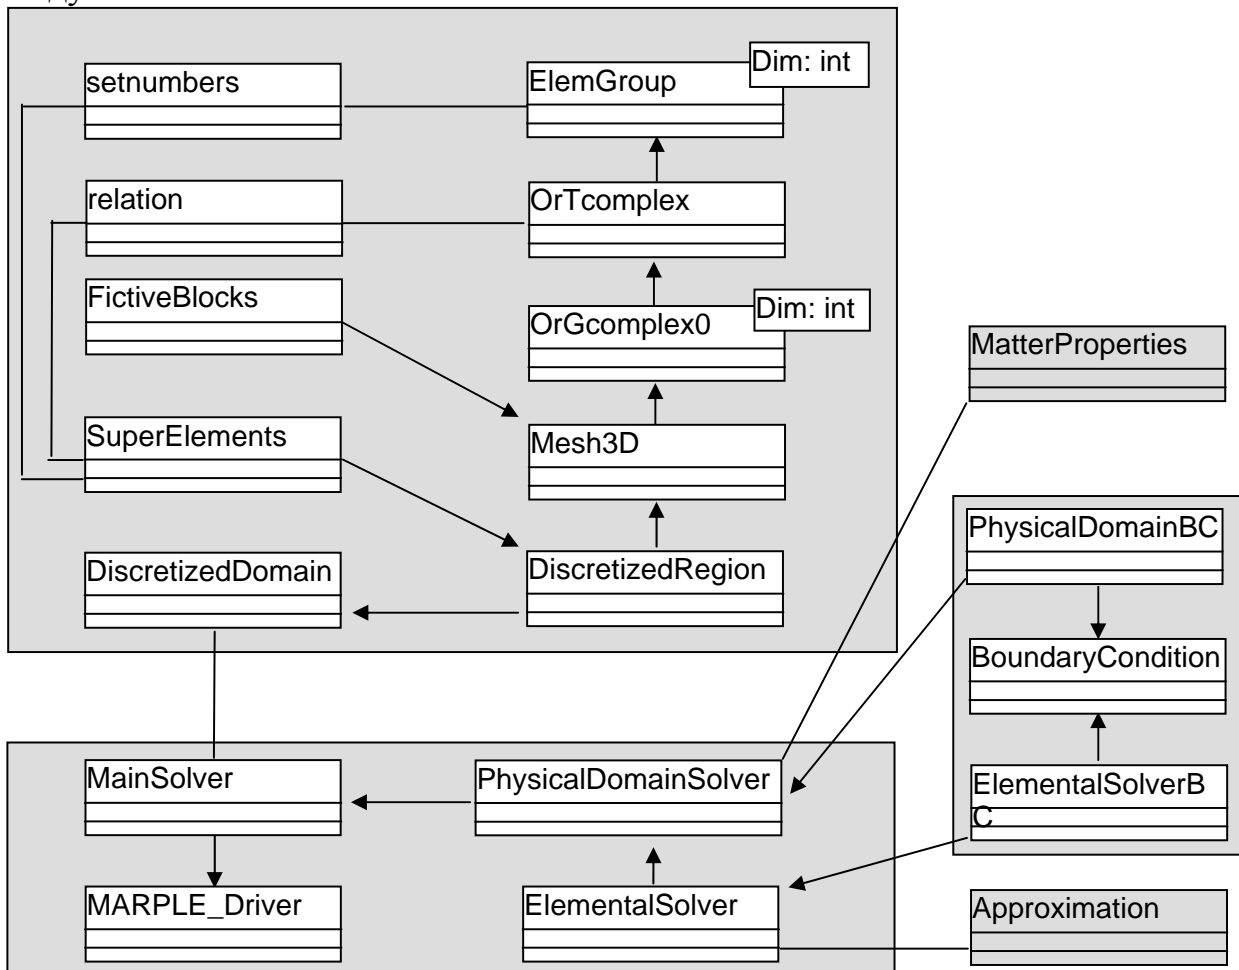 setnumbers
ElemGroup
Dim: int
relation
OrTcomplex
FictiveBlocks
OrGcomplex0
Dim: int
MatterProperties
SuperElements
Mesh3D
PhysicalDomainBC
DiscretizedDomain
DiscretizedRegion
BoundaryCondition
MainSolver
PhysicalDomainSolver
ElementalSolverB
C
MARPLE_Driver
ElementalSolver
Approximation